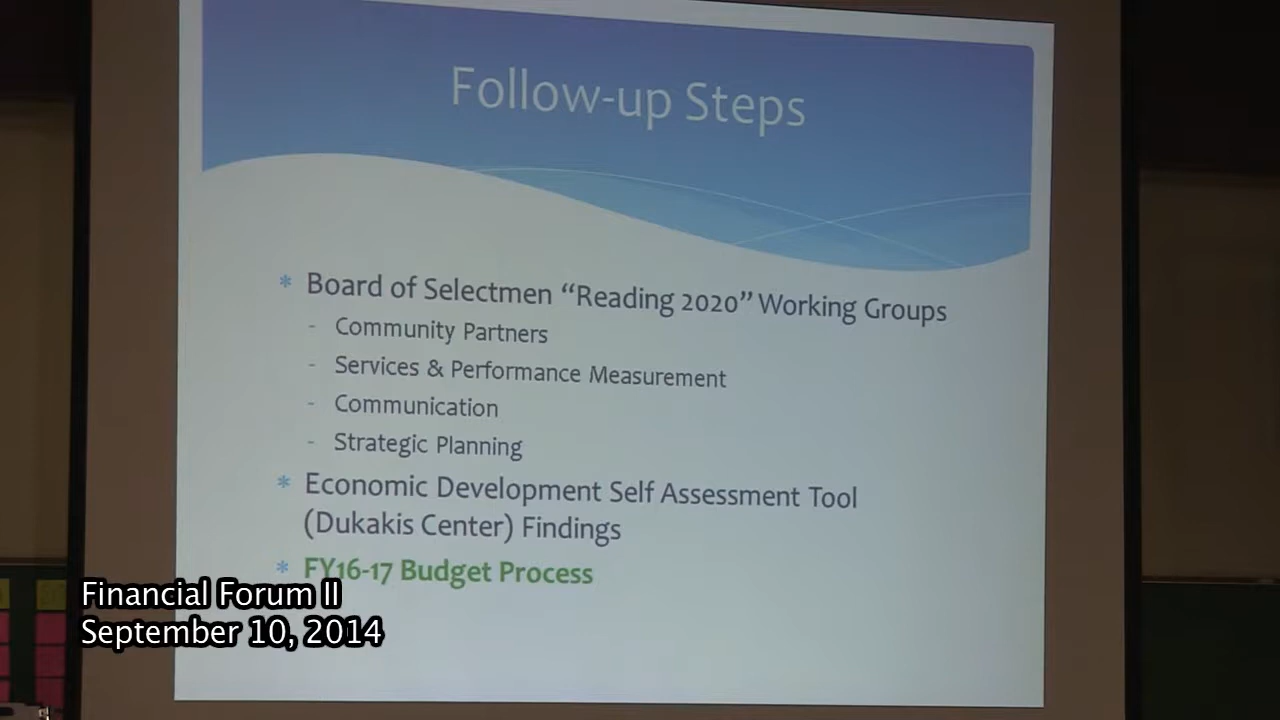 Follow-up Steps
* Board of Selectmen “Reading 2020” Working Groups
- Community Partners
- Services & Performance Measurement
- Communication
- Strategic Planning
* Economic Development Self Assessment Tool
(Dukakis Center) Findings
* FY16-17 Budget Process
Financial Forum II
September 10, 2014